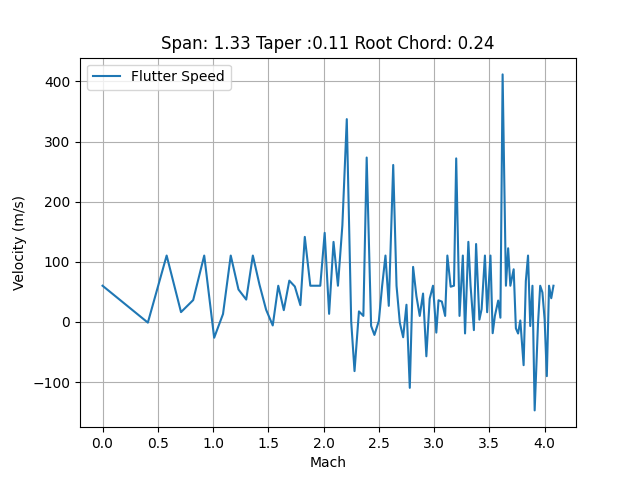 Span: 1.33 Taper :0.11 Root Chord: 0.24
Flutter Speed
Velocity (m/s)
400
300
200
100
0
−100
0.0 0.5 1.0 1.5 2.0 2.5 3.0 3.5 4.0
Mach